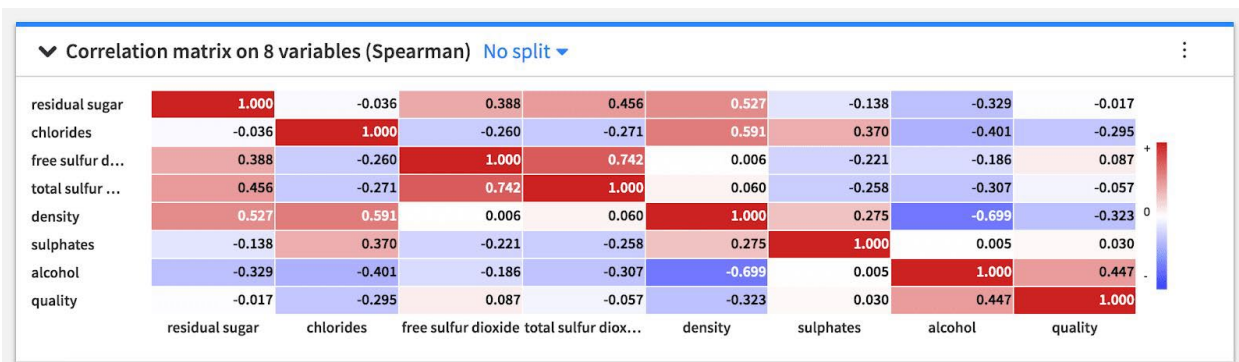 Correlation matrix on 8 variables (Spearman) No split
residual sugar 1.000 -0.036 0.388 0.456 0.527 -0.138 -0.329 -0.017
chlorides -0.036 1.000 -0.260 -0.271 0.591 0.370 -0.401 -0.295
free sulfur d... 0.388 -0.260 1.000 0.742 0.006 -0.221 -0.186 0.087
total sulfur ... 0.456 -0.271 0.742 1.000 0.060 -0.258 -0.307 -0.057
density 0.527 0.591 0.006 0.060 1.000 0.275 -0.699 -0.323
sulphates -0.138 0.370 -0.221 -0.258 0.275 1.000 0.005 0.030
alcohol -0.329 -0.401 -0.186 -0.307 -0.699 0.005 1.000 0.447
quality -0.017 -0.295 0.087 -0.057 -0.323 0.030 0.447 1.000
residual sugar chlorides free sulfur dioxide total sulfur diox... density sulphates alcohol quality
+
0
-